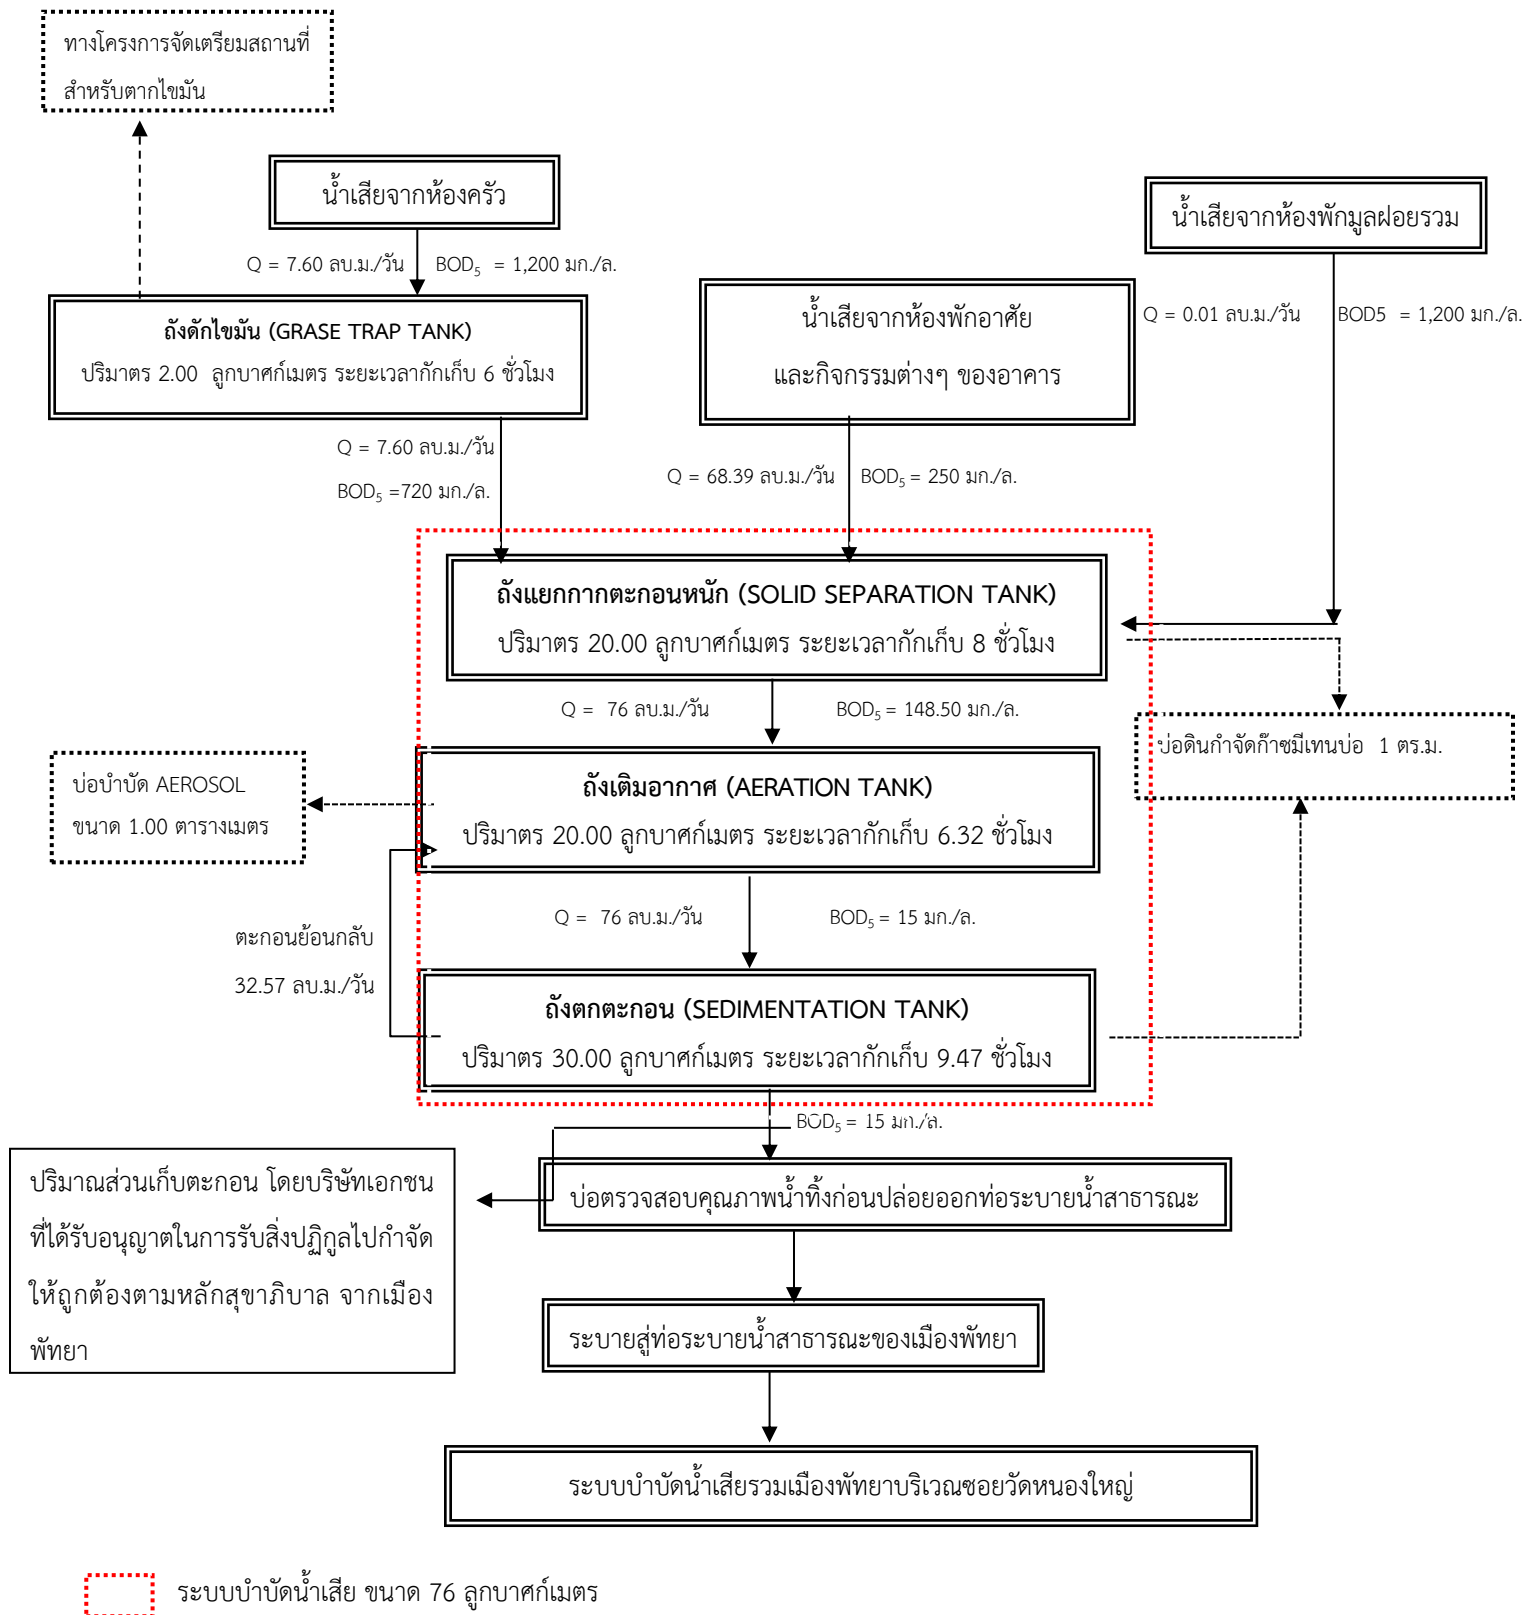 ทางโครงการจัดเตรียมสถานที่
สำหรับตากไขมัน
น้ำเสียจากห้องครัว
น้ำเสียจากห้องพักมูลฝอยรวม
Q = 7.60 ลบ.ม./วัน BOD₅ = 1,200 มก./ล.
ถังดักไขมัน (GRASE TRAP TANK)
ปริมาตร 2.00 ลูกบาศก์เมตร ระยะเวลากักเก็บ 6 ชั่วโมง
น้ำเสียจากห้องพักอาศัย
และกิจกรรมต่างๆ ของอาคาร
Q = 0.01 ลบ.ม./วัน BOD5 = 1,200 มก./ล.
Q = 7.60 ลบ.ม./วัน
BOD₅ =720 มก./ล.
Q = 68.39 ลบ.ม./วัน BOD₅ = 250 มก./ล.
ถังแยกกากตะกอนหนัก (SOLID SEPARATION TANK)
ปริมาตร 20.00 ลูกบาศก์เมตร ระยะเวลากักเก็บ 8 ชั่วโมง
Q = 76 ลบ.ม./วัน BOD₅ = 148.50 มก./ล.
บ่อดินกำจัดก๊าซมีเทนบ่อ 1 ตร.ม.
บ่อบำบัด AEROSOL
ขนาด 1.00 ตารางเมตร
ถังเติมอากาศ (AERATION TANK)
ปริมาตร 20.00 ลูกบาศก์เมตร ระยะเวลากักเก็บ 6.32 ชั่วโมง
Q = 76 ลบ.ม./วัน BOD₅ = 15 มก./ล.
ตะกอนย้อนกลับ
32.57 ลบ.ม./วัน
ถังตกตะกอน (SEDIMENTATION TANK)
ปริมาตร 30.00 ลูกบาศก์เมตร ระยะเวลากักเก็บ 9.47 ชั่วโมง
BOD₅ = 15 มก./ล.
ปริมาณส่วนเก็บตะกอน โดยบริษัทเอกชน
ที่ได้รับอนุญาตในการรับสิ่งปฏิกูลไปกำจัด
ให้ถูกต้องตามหลักสุขาภิบาล จากเมือง
พัทยา
บ่อตรวจสอบคุณภาพน้ำทิ้งก่อนปล่อยออกท่อระบายน้ำสาธารณะ
ระบายสู่ท่อระบายน้ำสาธารณะของเมืองพัทยา
ระบบบำบัดน้ำเสียรวมเมืองพัทยาบริเวณซอยวัดหนองใหญ่
ระบบบำบัดน้ำเสีย ขนาด 76 ลูกบาศก์เมตร